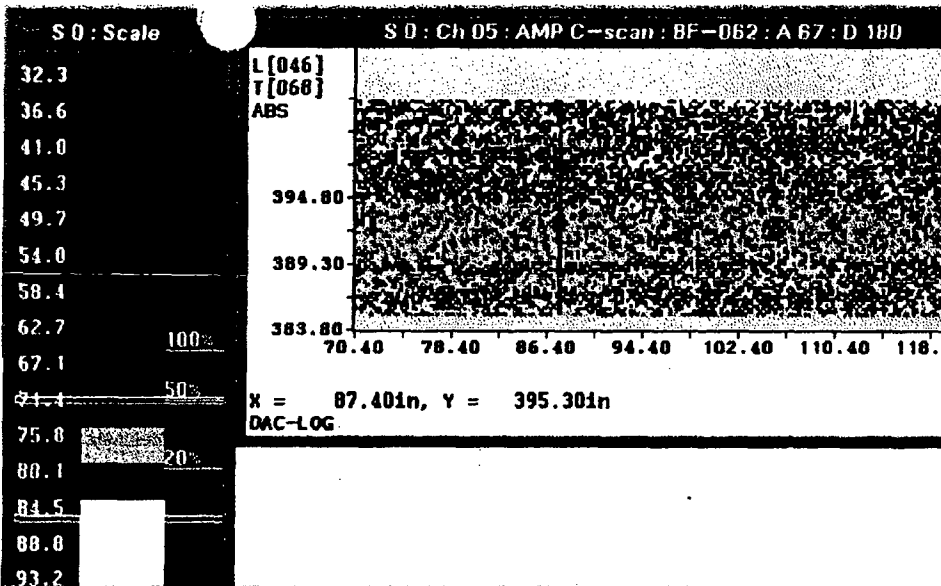 S 0 : Scale
32.3
36.6
41.0
45.3
49.7
54.0
58.4
62.7
67.1
71.4
75.8
80.1
84.5
88.8
93.2
100%
50%
20%
S 0 : Ch 05 : AMP C-scan : BF-062 : A 67 : D 180
L[046]
T[068]
ABS
394.80
389.30
383.80
70.40 78.40 86.40 94.40 102.40 110.40 118.
X = 87.40in, Y = 395.30in
DAC-LOG